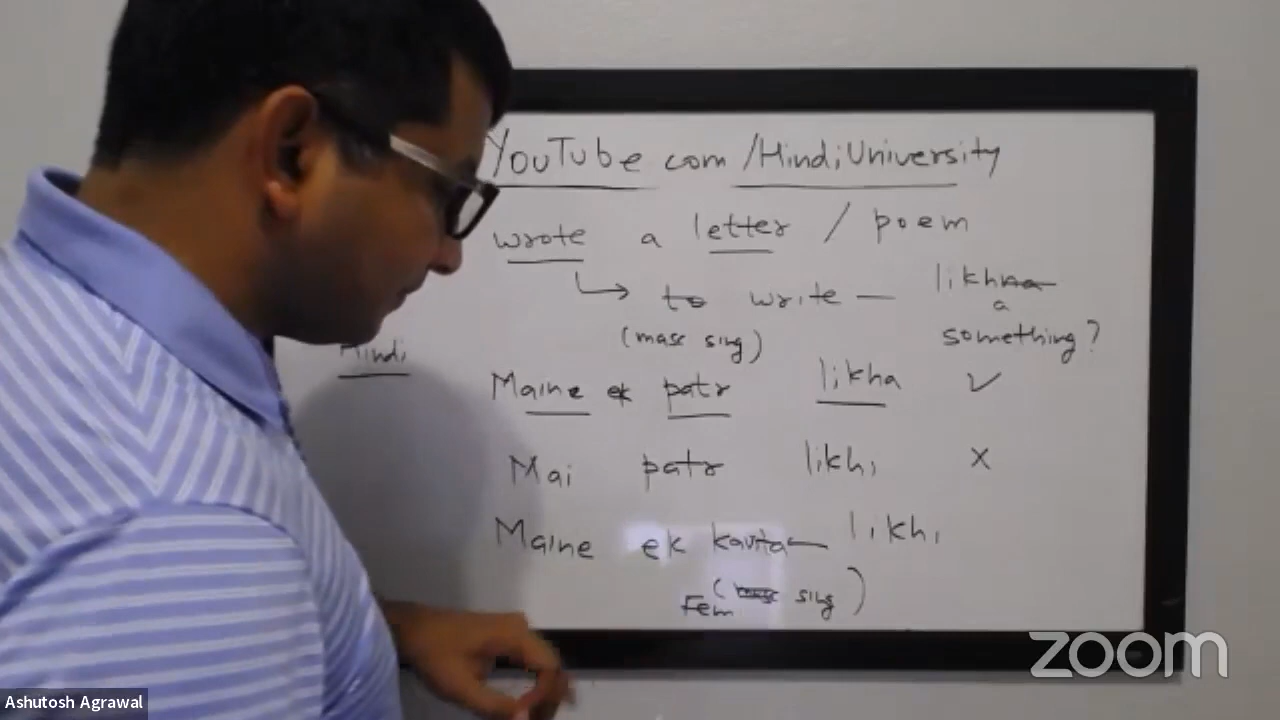 YouTube com/HindiUniversity
wrote a letter / poem
↳ to write — likhna
a
(masc sing) something?
Hindi
Maine ek patr likha ✓
Mai patr likhi ×
Maine ek kavita likhi
Fem (masc sing)
zoom
Ashutosh Agrawal